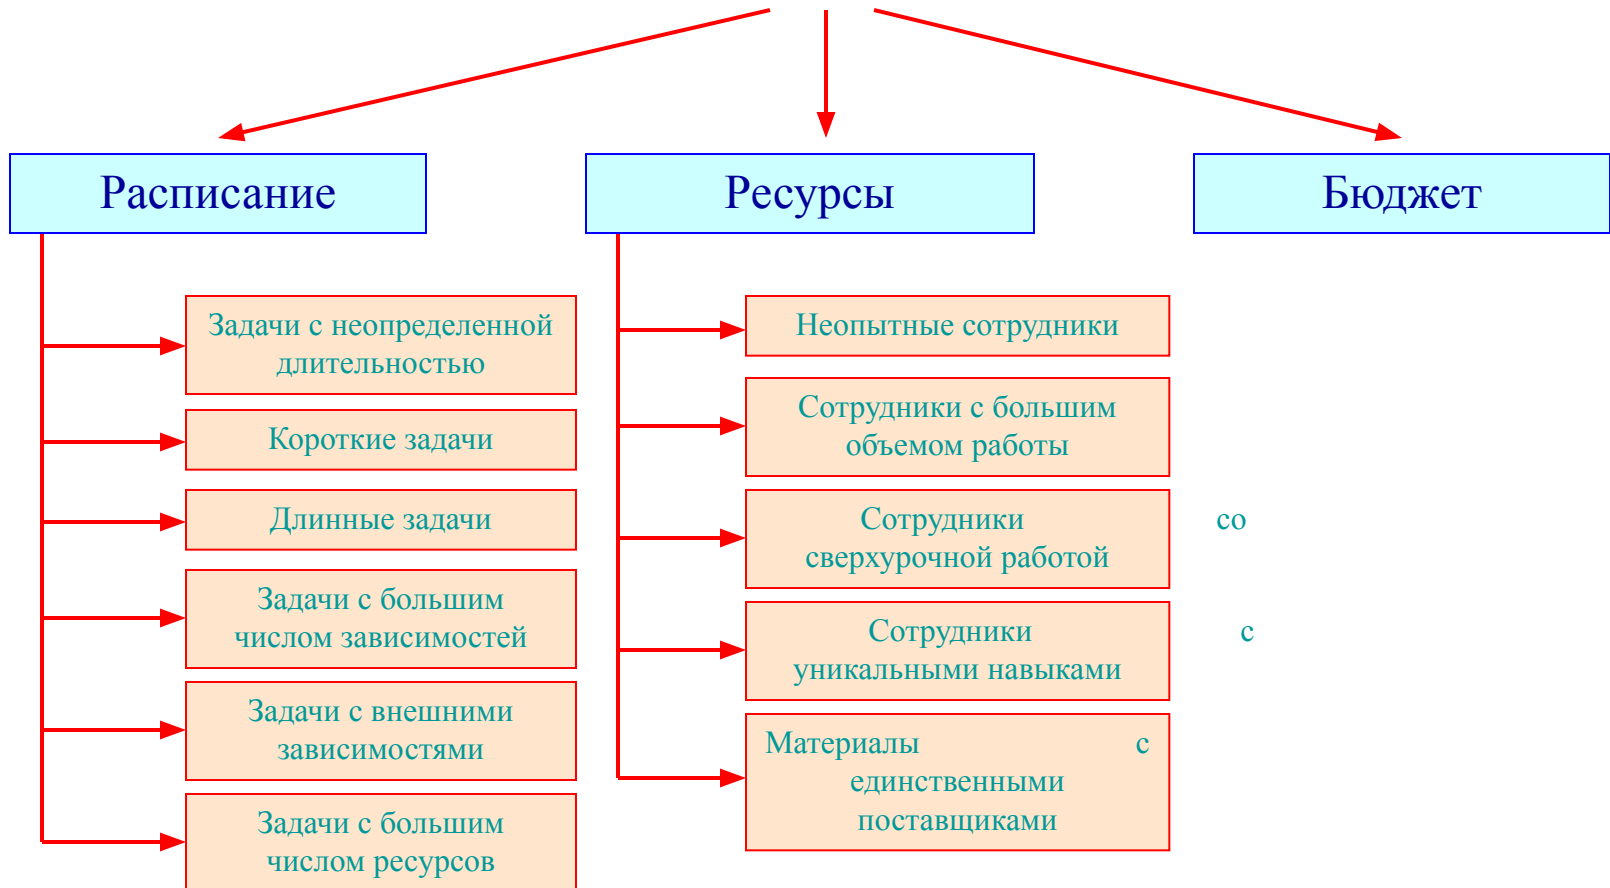 Расписание
Ресурсы
Бюджет
Задачи с неопределенной
длительностью
Короткие задачи
Длинные задачи
Задачи с большим
числом зависимостей
Задачи с внешними
зависимостями
Задачи с большим
числом ресурсов
Неопытные сотрудники
Сотрудники с большим
объемом работы
Сотрудники со
сверхурочной работой
Сотрудники с
уникальными навыками
Материалы с
единственными
поставщиками